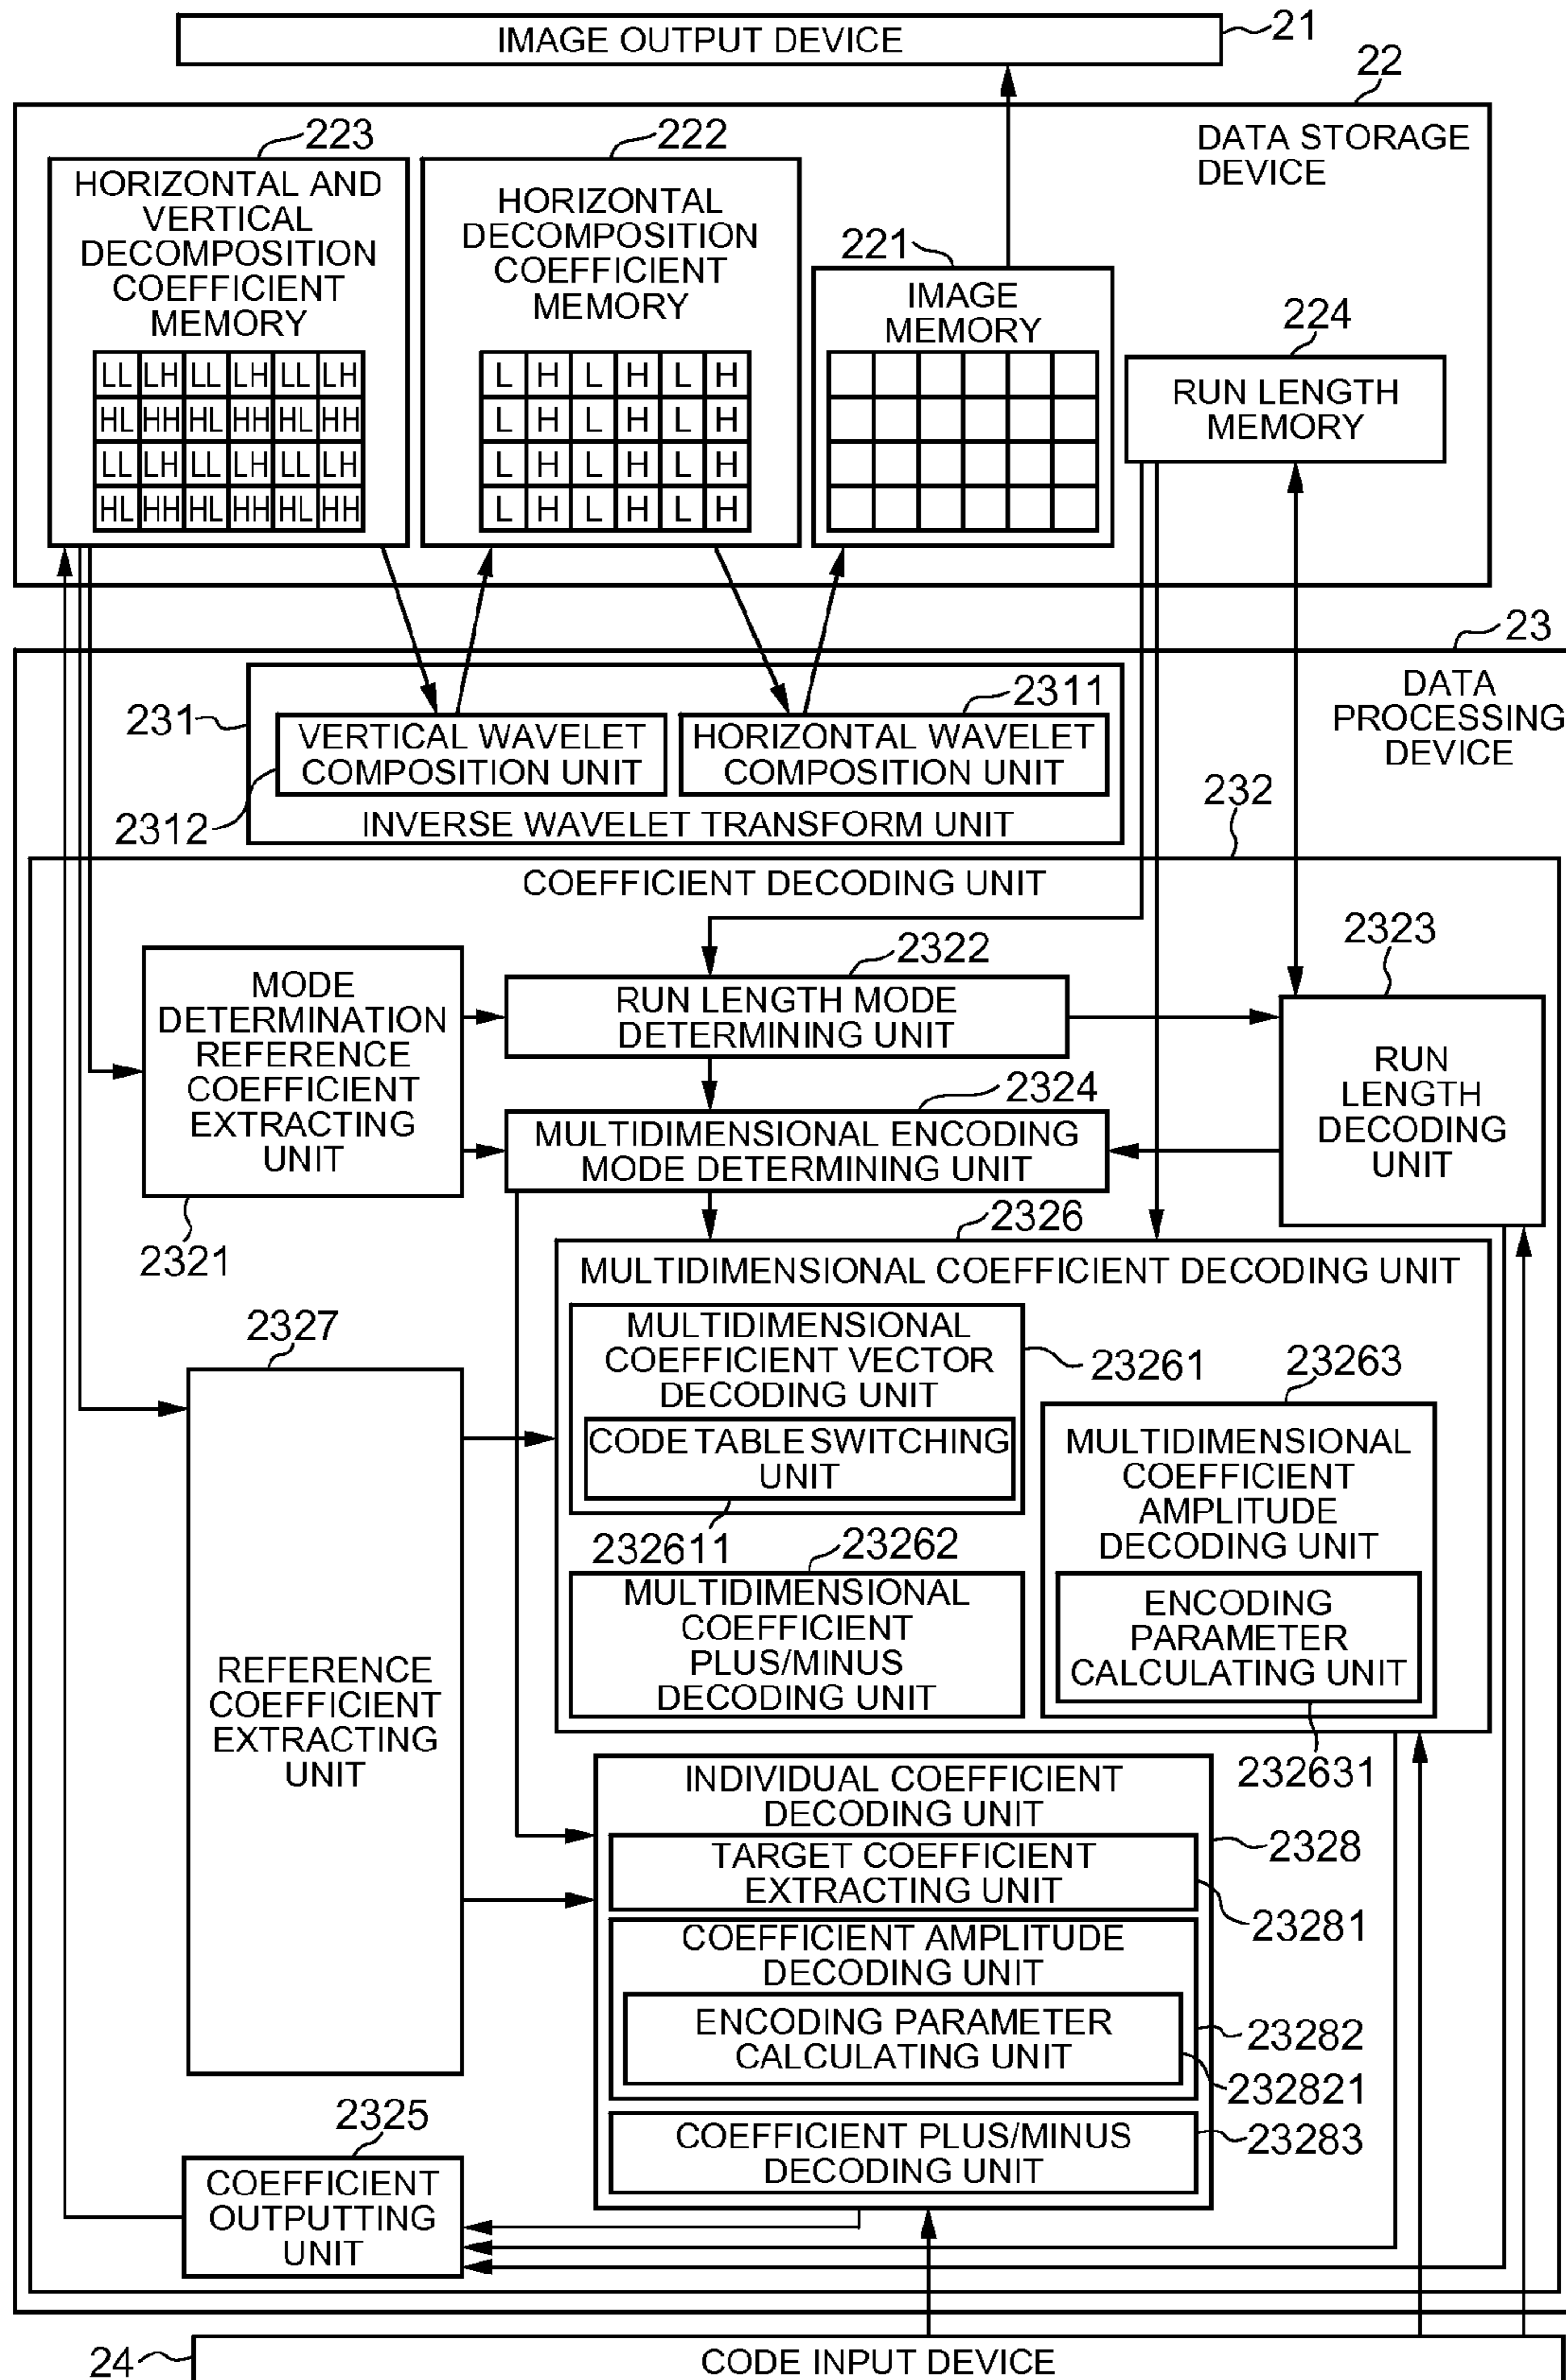 IMAGE OUTPUT DEVICE
21
22
DATA STORAGE
DEVICE
223
HORIZONTAL AND
VERTICAL
DECOMPOSITION
COEFFICIENT
MEMORY
LL LH LL LH LL LH
HL HH HL HH HL HH
LL LH LL LH LL LH
HL HH HL HH HL HH
222
HORIZONTAL
DECOMPOSITION
COEFFICIENT
MEMORY
L H L H L H
L H L H L H
L H L H L H
L H L H L H
221
IMAGE
MEMORY
224
RUN LENGTH
MEMORY
23
DATA
PROCESSING
DEVICE
231
2311
VERTICAL WAVELET
COMPOSITION UNIT
HORIZONTAL WAVELET
COMPOSITION UNIT
2312
INVERSE WAVELET TRANSFORM UNIT
232
COEFFICIENT DECODING UNIT
MODE
DETERMINATION
REFERENCE
COEFFICIENT
EXTRACTING
UNIT
2321
2322
RUN LENGTH MODE
DETERMINING UNIT
2323
RUN
LENGTH
DECODING
UNIT
2324
MULTIDIMENSIONAL ENCODING
MODE DETERMINING UNIT
2326
MULTIDIMENSIONAL COEFFICIENT DECODING UNIT
MULTIDIMENSIONAL
COEFFICIENT VECTOR
DECODING UNIT
23261
CODE TABLE SWITCHING
UNIT
232611
23262
MULTIDIMENSIONAL
COEFFICIENT
PLUS/MINUS
DECODING UNIT
23263
MULTIDIMENSIONAL
COEFFICIENT
AMPLITUDE
DECODING UNIT
ENCODING
PARAMETER
CALCULATING UNIT
232631
2327
REFERENCE
COEFFICIENT
EXTRACTING
UNIT
INDIVIDUAL COEFFICIENT
DECODING UNIT
2328
TARGET COEFFICIENT
EXTRACTING UNIT
23281
COEFFICIENT AMPLITUDE
DECODING UNIT
23282
ENCODING PARAMETER
CALCULATING UNIT
232821
COEFFICIENT PLUS/MINUS
DECODING UNIT
23283
2325
COEFFICIENT
OUTPUTTING
UNIT
24
CODE INPUT DEVICE